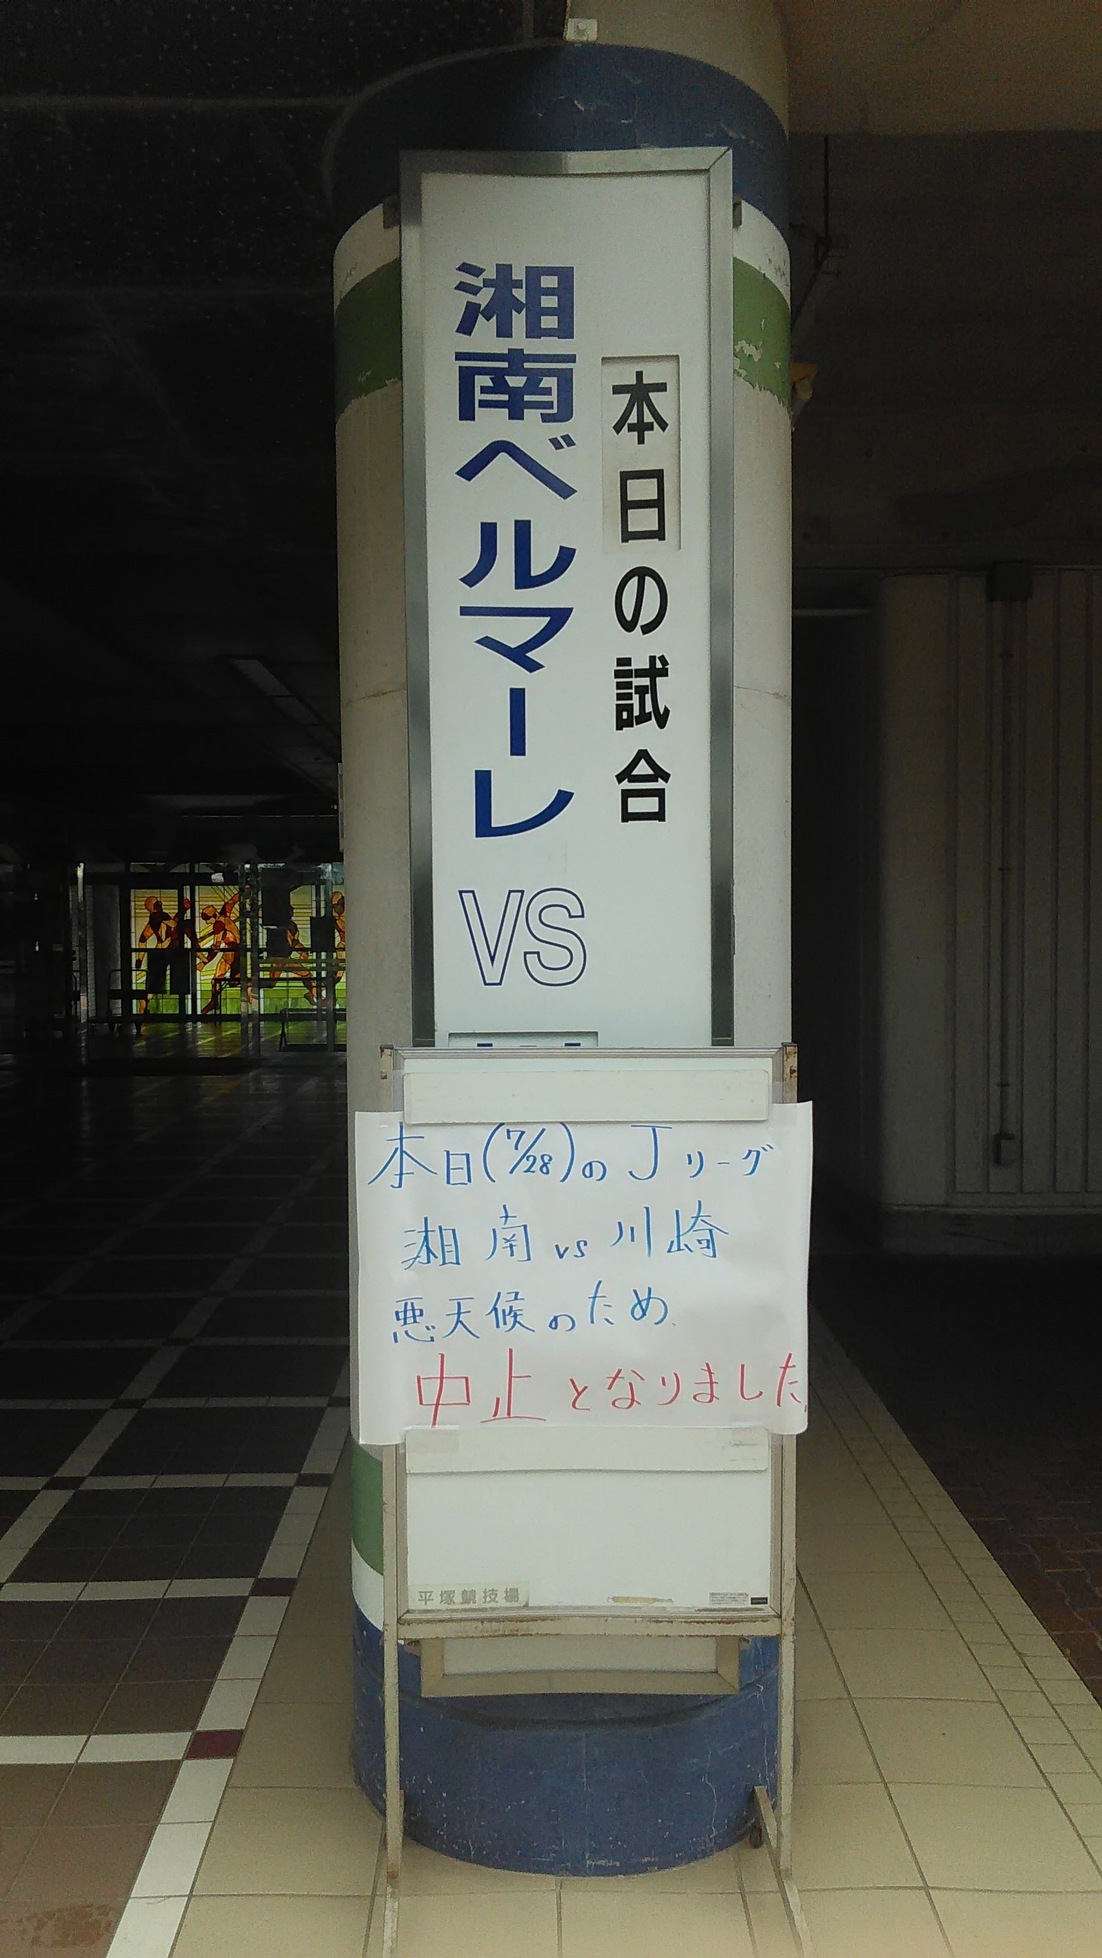 本日の試合
湘南ベルマーレ VS
本日(7/28)のJリーグ
湘南vs川崎
悪天候のため
中止となりました
平塚競技場